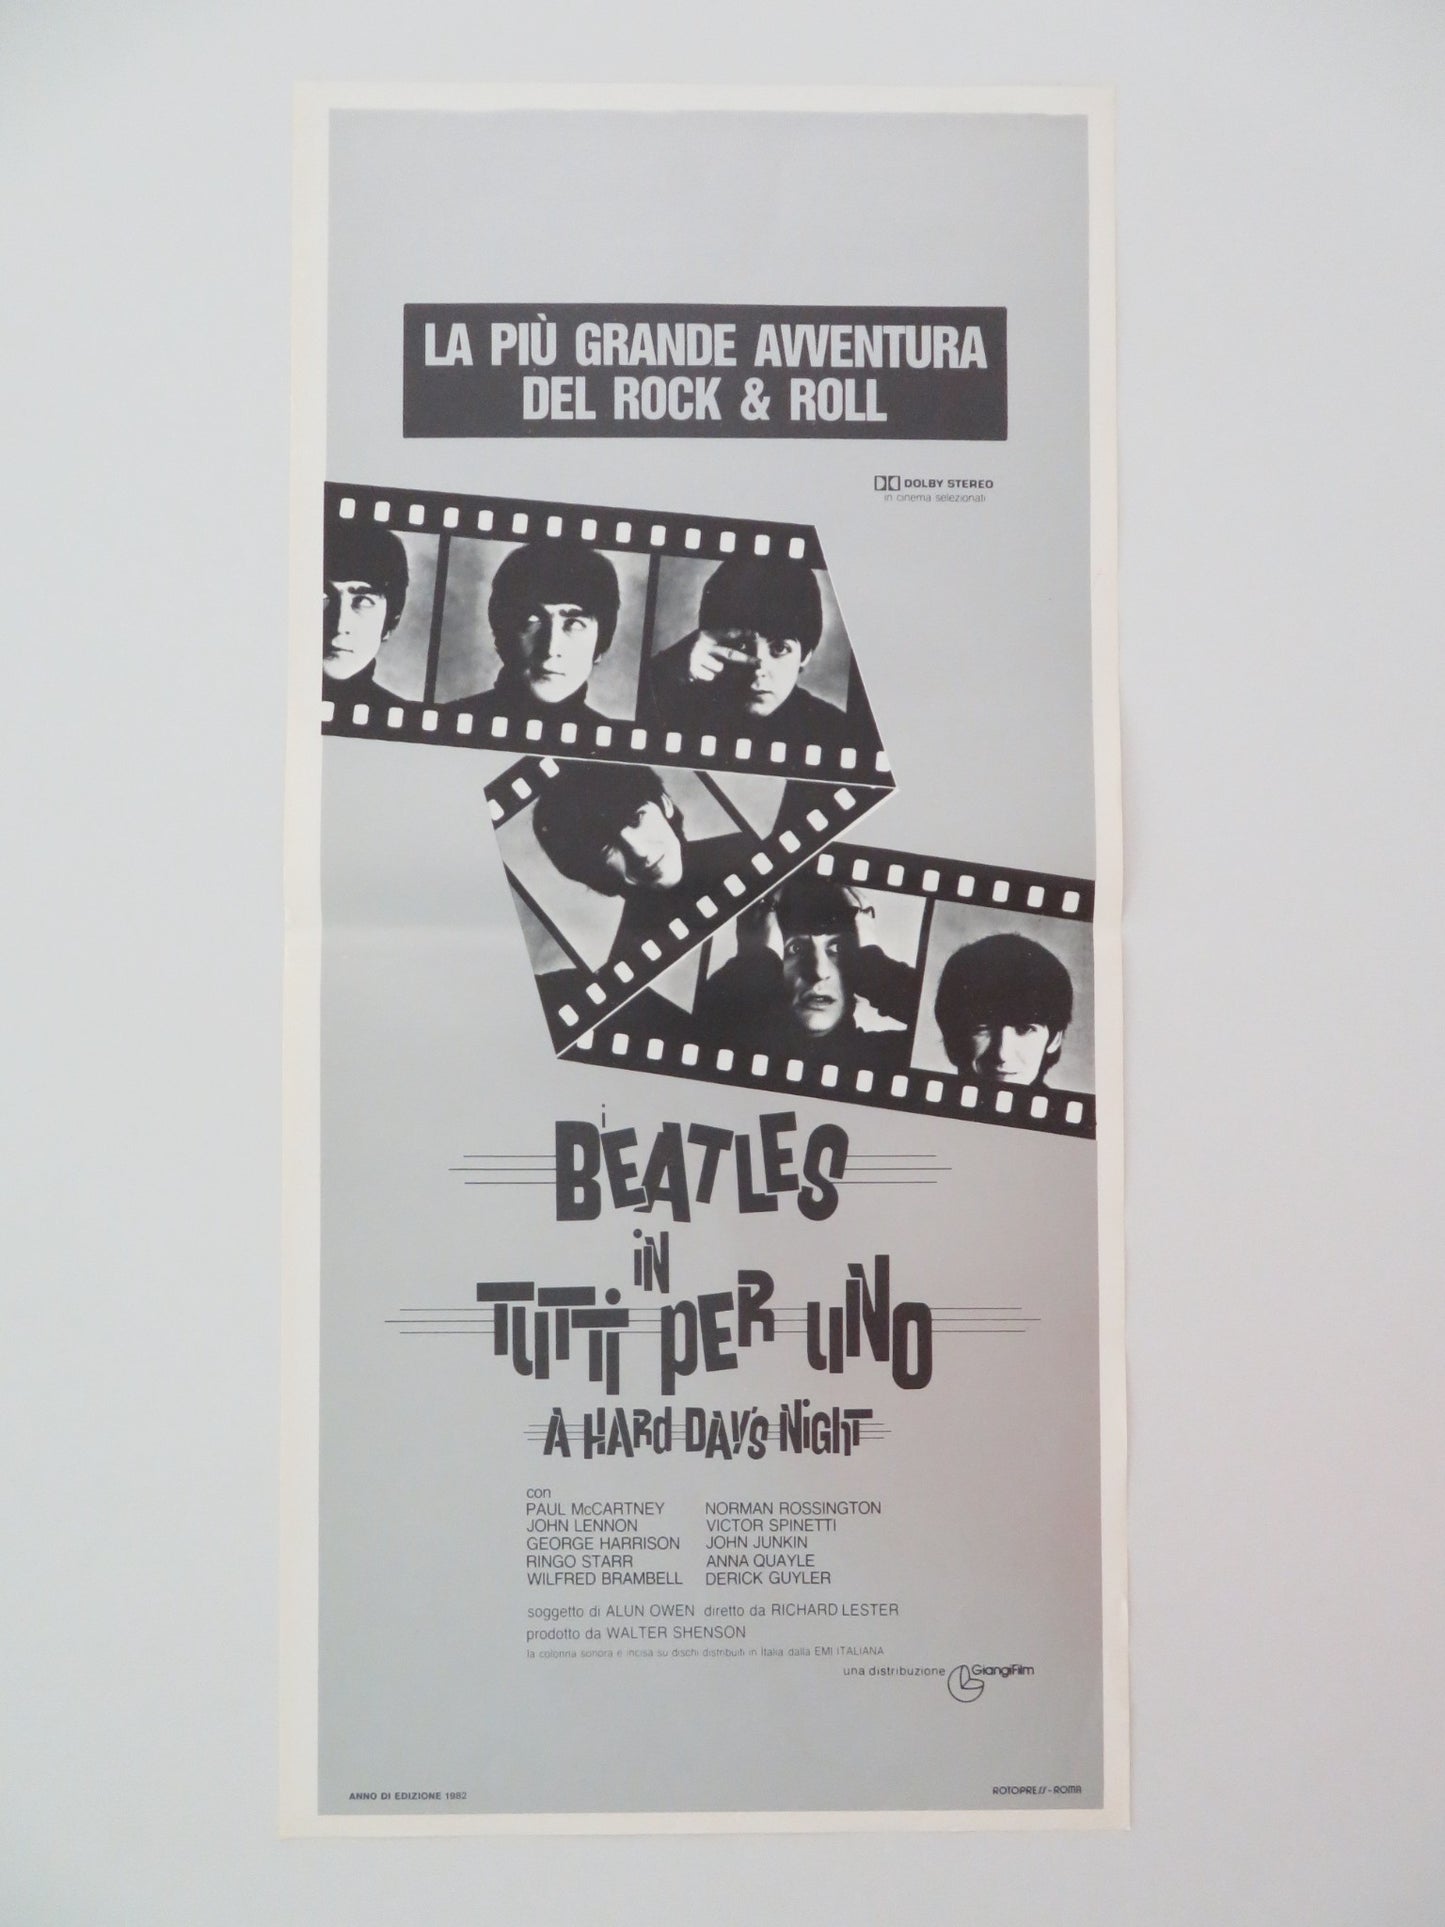 LA PIÙ GRANDE AVVENTURA
DEL ROCK & ROLL
DOLBY STEREO
in cinema selezionati
i
BEATLES
iN
TUTTi PER UNO
A HARD DAY'S NiGHT
con
PAUL McCARTNEY NORMAN ROSSINGTON
JOHN LENNON VICTOR SPINETTI
GEORGE HARRISON JOHN JUNKIN
RINGO STARR ANNA QUAYLE
WILFRED BRAMBELL DERICK GUYLER
soggetto di ALUN OWEN diretto da RICHARD LESTER
prodotto da WALTER SHENSON
la colonna sonora è incisa su dischi distribuiti in Italia dalla EMI ITALIANA
una distribuzione GiangiFilm
ANNO DI EDIZIONE 1982
ROTOPRESS - ROMA